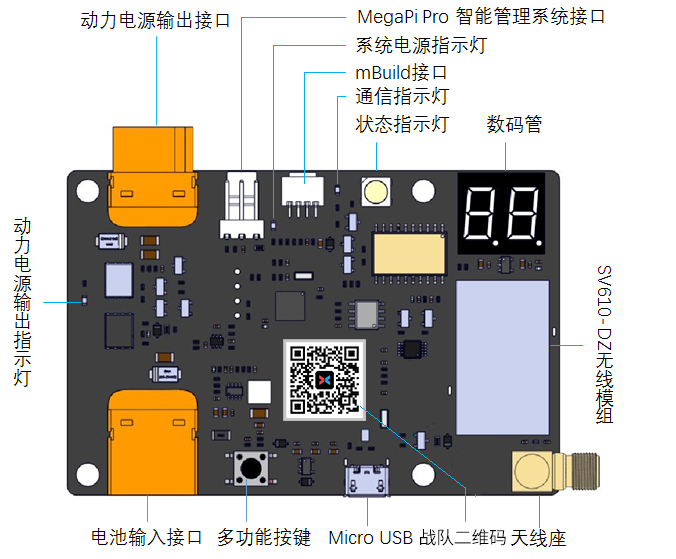 动力电源输出接口
MegaPi Pro 智能管理系统接口
系统电源指示灯
mBuild接口
通信指示灯
状态指示灯
数码管
动力电源输出指示灯
SV610-DZ无线模组
电池输入接口
多功能按键
Micro USB
战队二维码
天线座